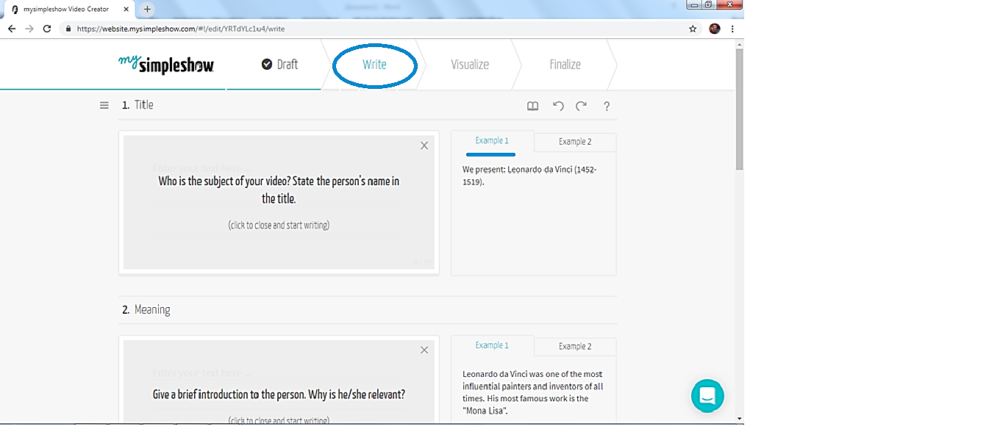 mysimpleshow Video Creator
https://website.mysimpleshow.com/#!/edit/YRTdYLc1u4/write
my simpleshow
Draft
Write
Visualize
Finalize
1. Title
?
Enter your text here ...
Who is the subject of your video? State the person's name in
the title.
(click to close and start writing)
Example 1
Example 2
We present: Leonardo da Vinci (1452-
1519).
2. Meaning
Enter your text here ...
Give a brief introduction to the person. Why is he/she relevant?
(click to close and start writing)
Example 1
Example 2
Leonardo da Vinci was one of the most
influential painters and inventors of all
times. His most famous work is the
"Mona Lisa".